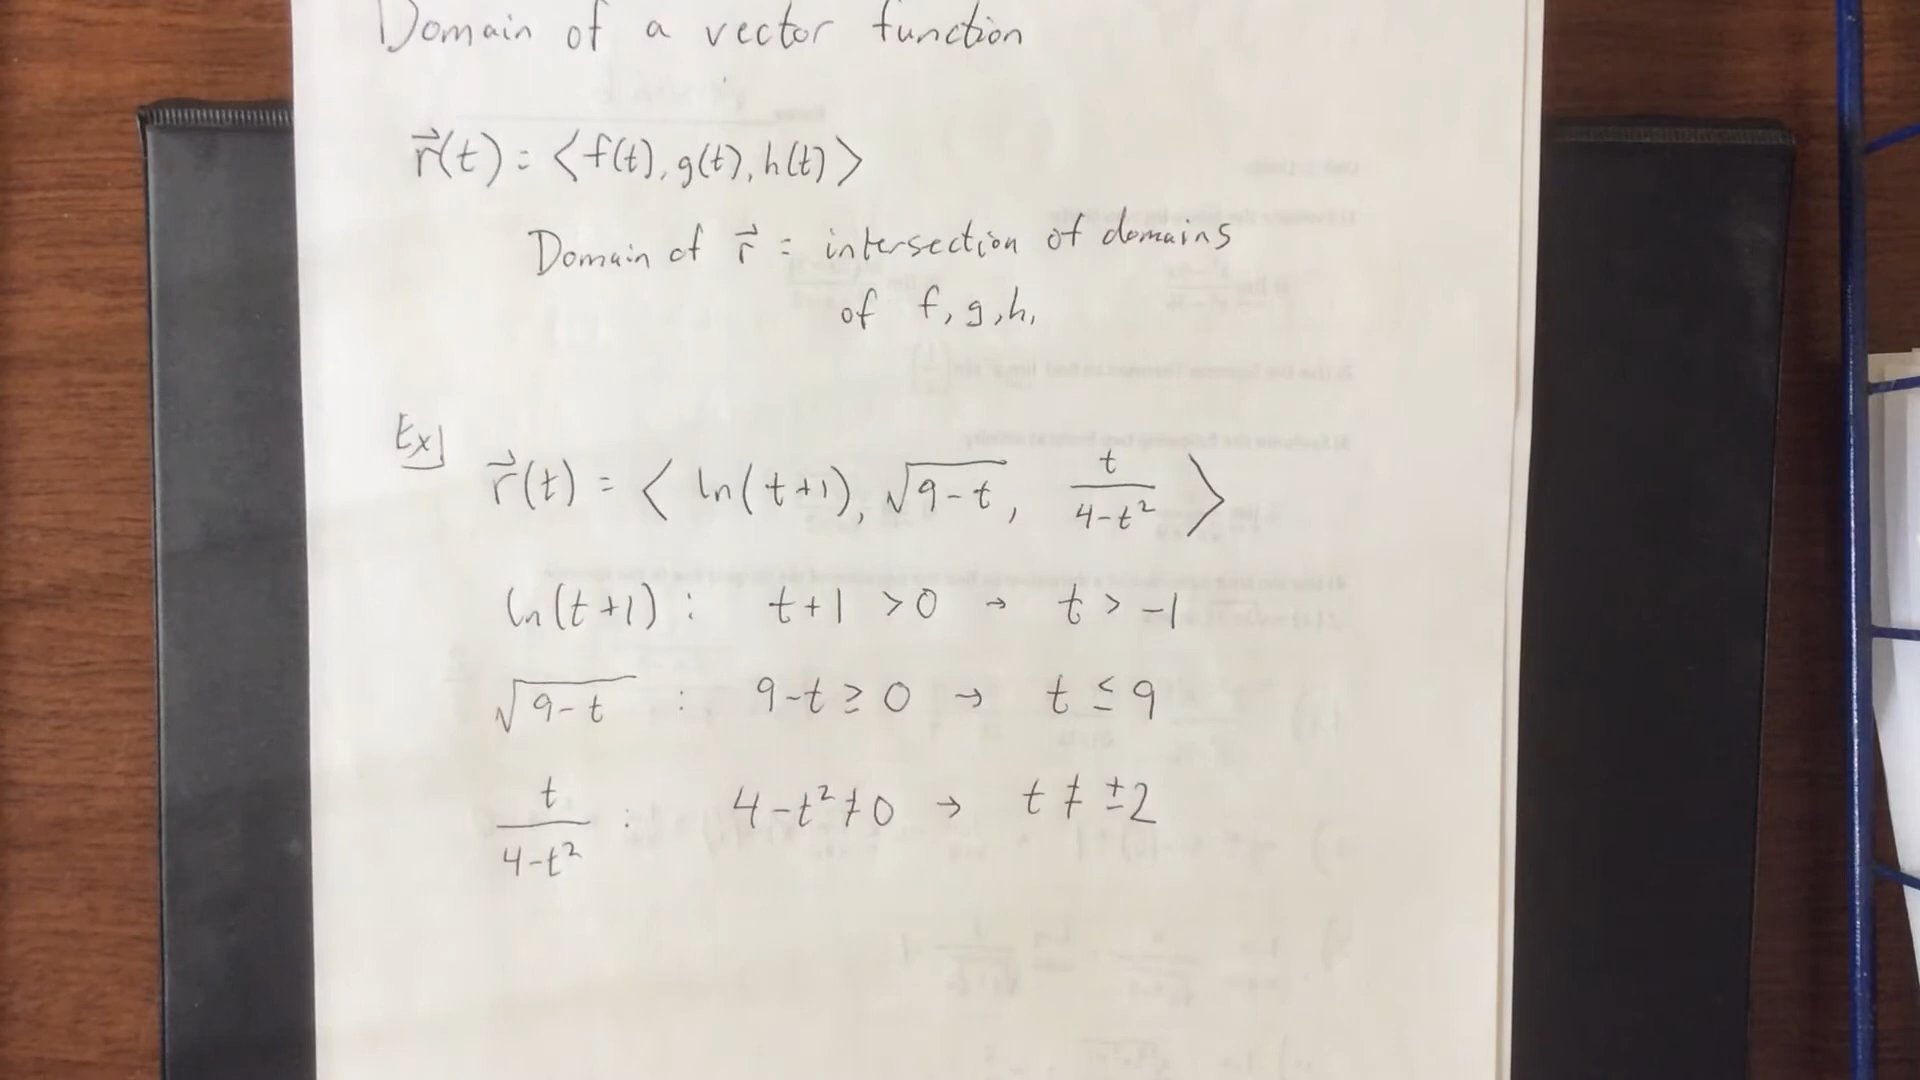 Domain of a vector function
r⃗(t) = ⟨f(t), g(t), h(t)⟩
Domain of r⃗ = intersection of domains
of f, g, h.
Ex]
r⃗(t) = ⟨ ln(t+1), √(9-t), t/(4-t²) ⟩
ln(t+1) : t+1 > 0 → t > -1
√(9-t) : 9-t ≥ 0 → t ≤ 9
t/(4-t²) : 4-t² ≠ 0 → t ≠ ±2